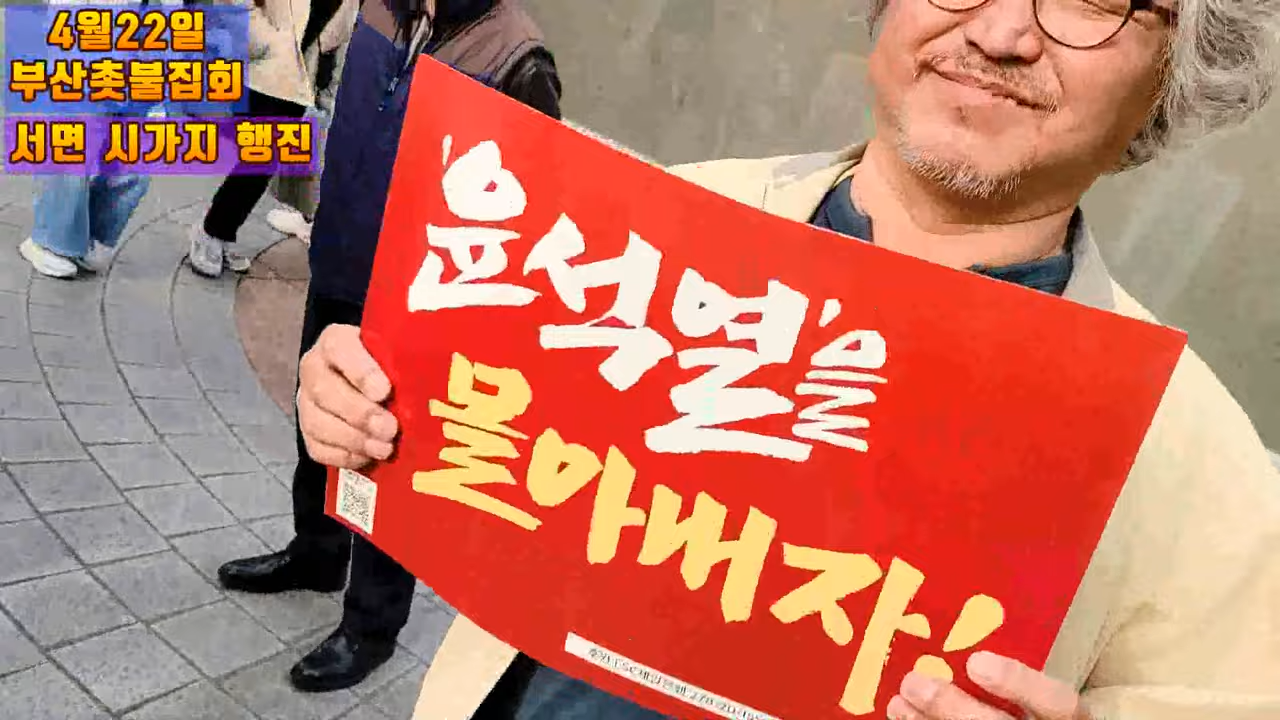 4월22일
부산촛불집회
서면 시가지 행진
'윤석열'을
몰아내자!